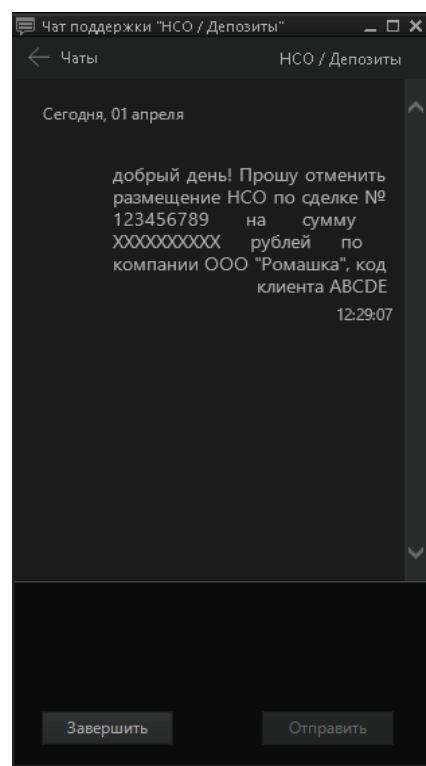 Чат поддержки "НСО / Депозиты"
Чаты НСО / Депозиты
Сегодня, 01 апреля
добрый день! Прошу отменить
размещение НСО по сделке №
123456789 на сумму
XXXXXXXXXX рублей по
компании ООО "Ромашка", код
клиента ABCDE
12:29:07
Завершить Отправить